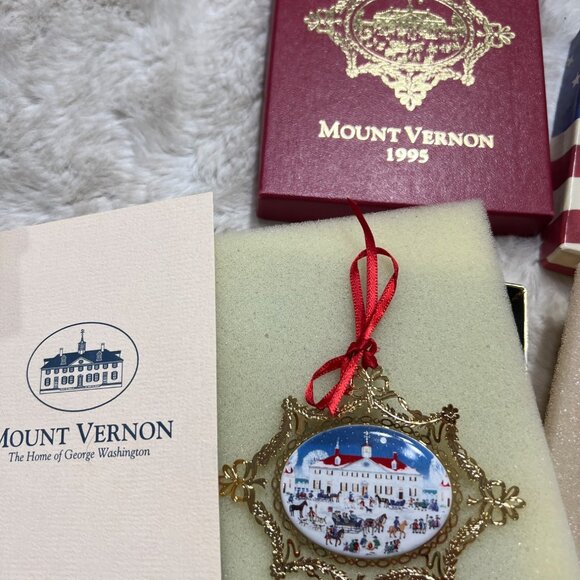 MOUNT VERNON
1995
MOUNT VERNON
The Home of George Washington